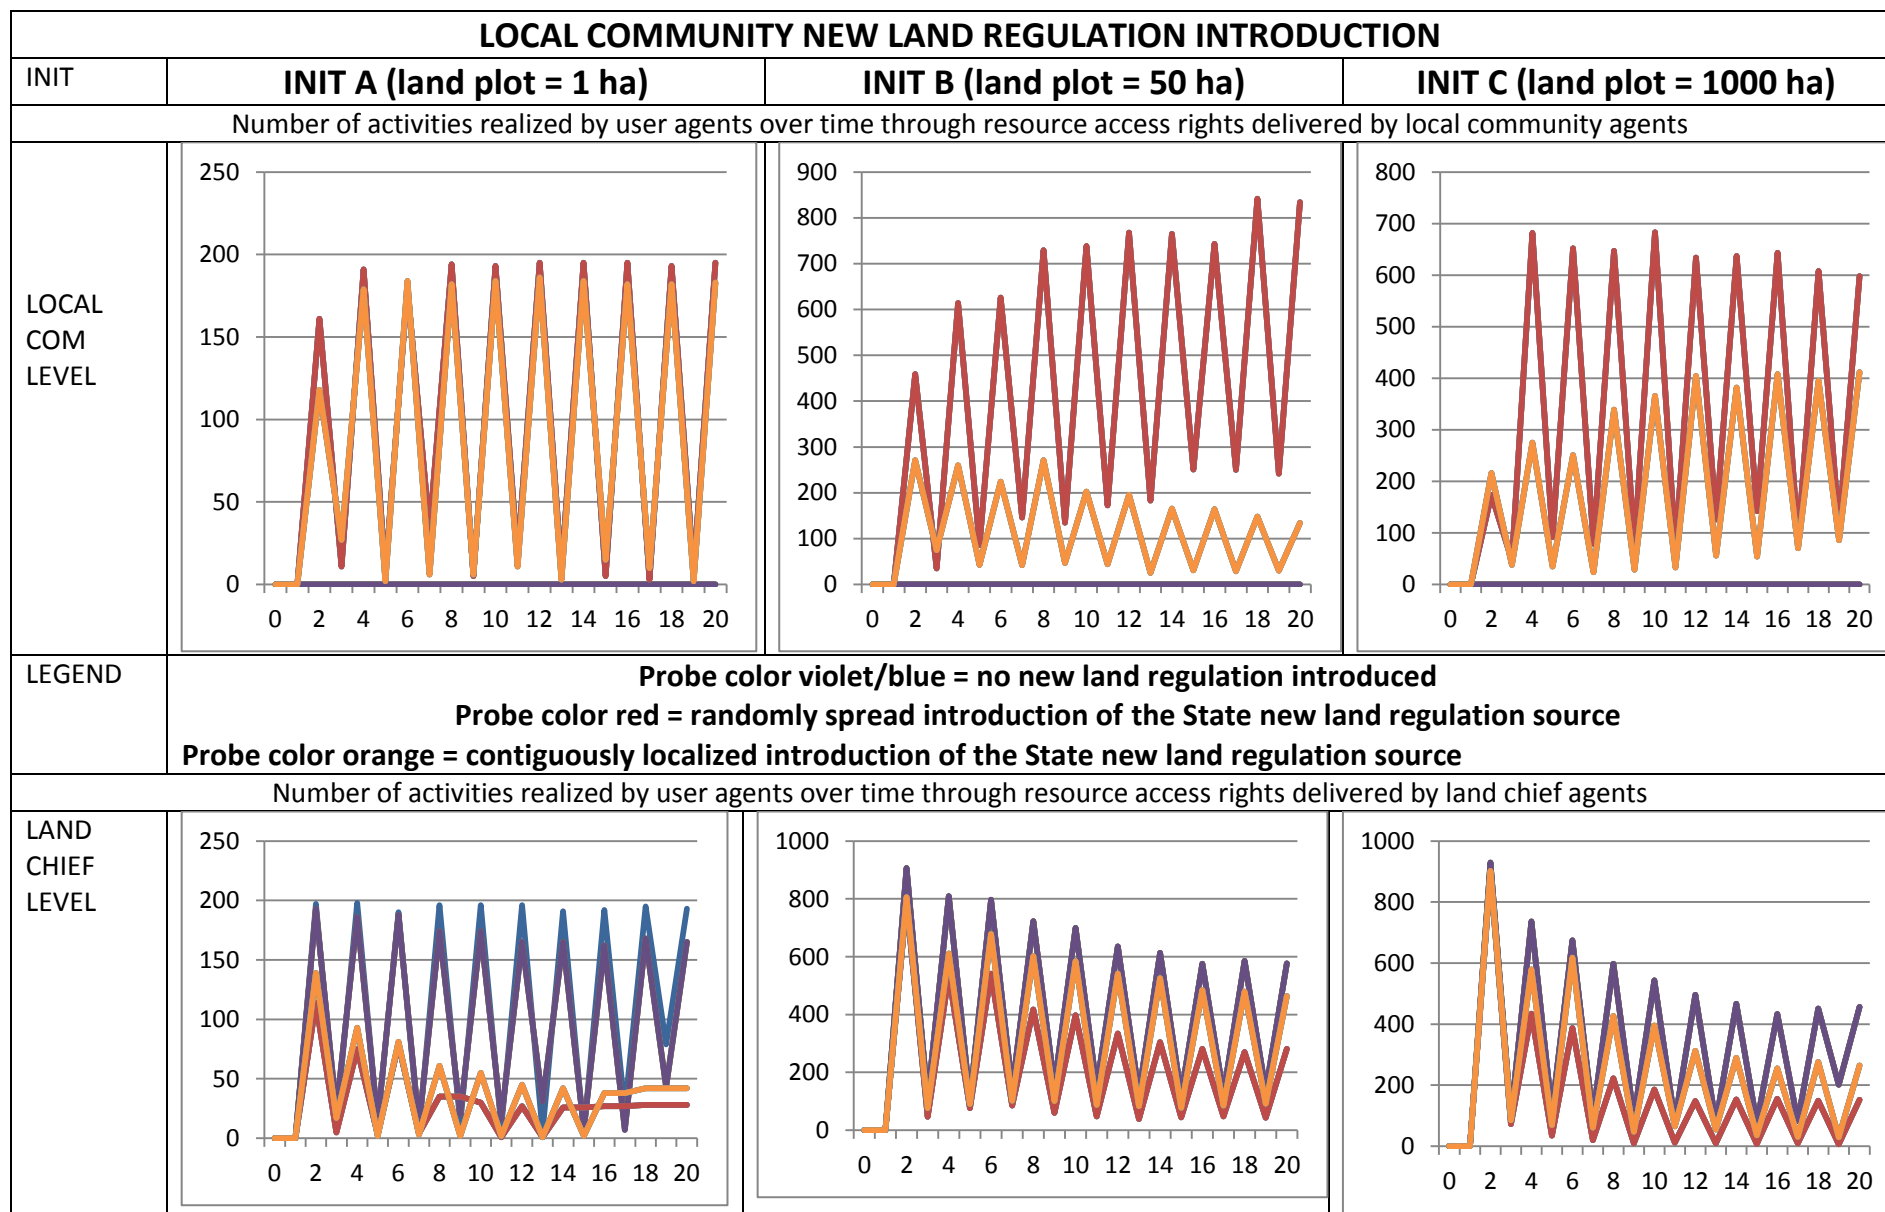 LOCAL COMMUNITY NEW LAND REGULATION INTRODUCTION
INIT
INIT A (land plot = 1 ha)
INIT B (land plot = 50 ha)
INIT C (land plot = 1000 ha)
Number of activities realized by user agents over time through resource access rights delivered by local community agents
LOCAL
COM
LEVEL
250
200
150
100
50
0
0 2 4 6 8 10 12 14 16 18 20
900
800
700
600
500
400
300
200
100
0
0 2 4 6 8 10 12 14 16 18 20
800
700
600
500
400
300
200
100
0
0 2 4 6 8 10 12 14 16 18 20
LEGEND
Probe color violet/blue = no new land regulation introduced
Probe color red = randomly spread introduction of the State new land regulation source
Probe color orange = contiguously localized introduction of the State new land regulation source
Number of activities realized by user agents over time through resource access rights delivered by land chief agents
LAND
CHIEF
LEVEL
250
200
150
100
50
0
0 2 4 6 8 10 12 14 16 18 20
1000
800
600
400
200
0
0 2 4 6 8 10 12 14 16 18 20
1000
800
600
400
200
0
0 2 4 6 8 10 12 14 16 18 20